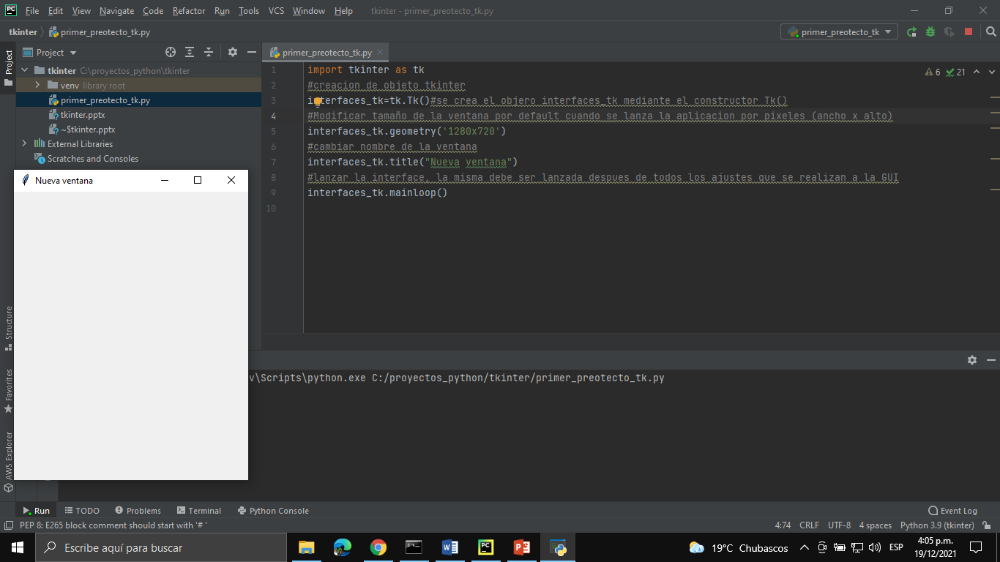 PC File Edit View Navigate Code Refactor Run Tools VCS Window Help tkinter - primer_preotecto_tk.py
tkinter primer_preotecto_tk.py primer_preotecto_tk
Project
Project
primer_preotecto_tk.py
tkinter C:\proyectos_python\tkinter
venv library root
primer_preotecto_tk.py
tkinter.pptx
~$tkinter.pptx
External Libraries
Scratches and Consoles
6 21
1 import tkinter as tk
2 #creacion de objeto tkinter
3 interfaces_tk=tk.Tk()#se crea el objero interfaces_tk mediante el constructor Tk()
4 #Modificar tamaño de la ventana por default cuando se lanza la aplicacion por pixeles (ancho x alto)
5 interfaces_tk.geometry('1280x720')
6 #cambiar nombre de la ventana
7 interfaces_tk.title("Nueva ventana")
8 #lanzar la interface, la misma debe ser lanzada despues de todos los ajustes que se realizan a la GUI
9 interfaces_tk.mainloop()
10
Nueva ventana
v\Scripts\python.exe C:/proyectos_python/tkinter/primer_preotecto_tk.py
Structure
Favorites
AWS Explorer
Run TODO Problems Terminal Python Console Event Log
PEP 8: E265 block comment should start with '# ' 4:74 CRLF UTF-8 4 spaces Python 3.9 (tkinter)
Escribe aquí para buscar
19°C Chubascos ESP
4:05 p.m.
19/12/2021